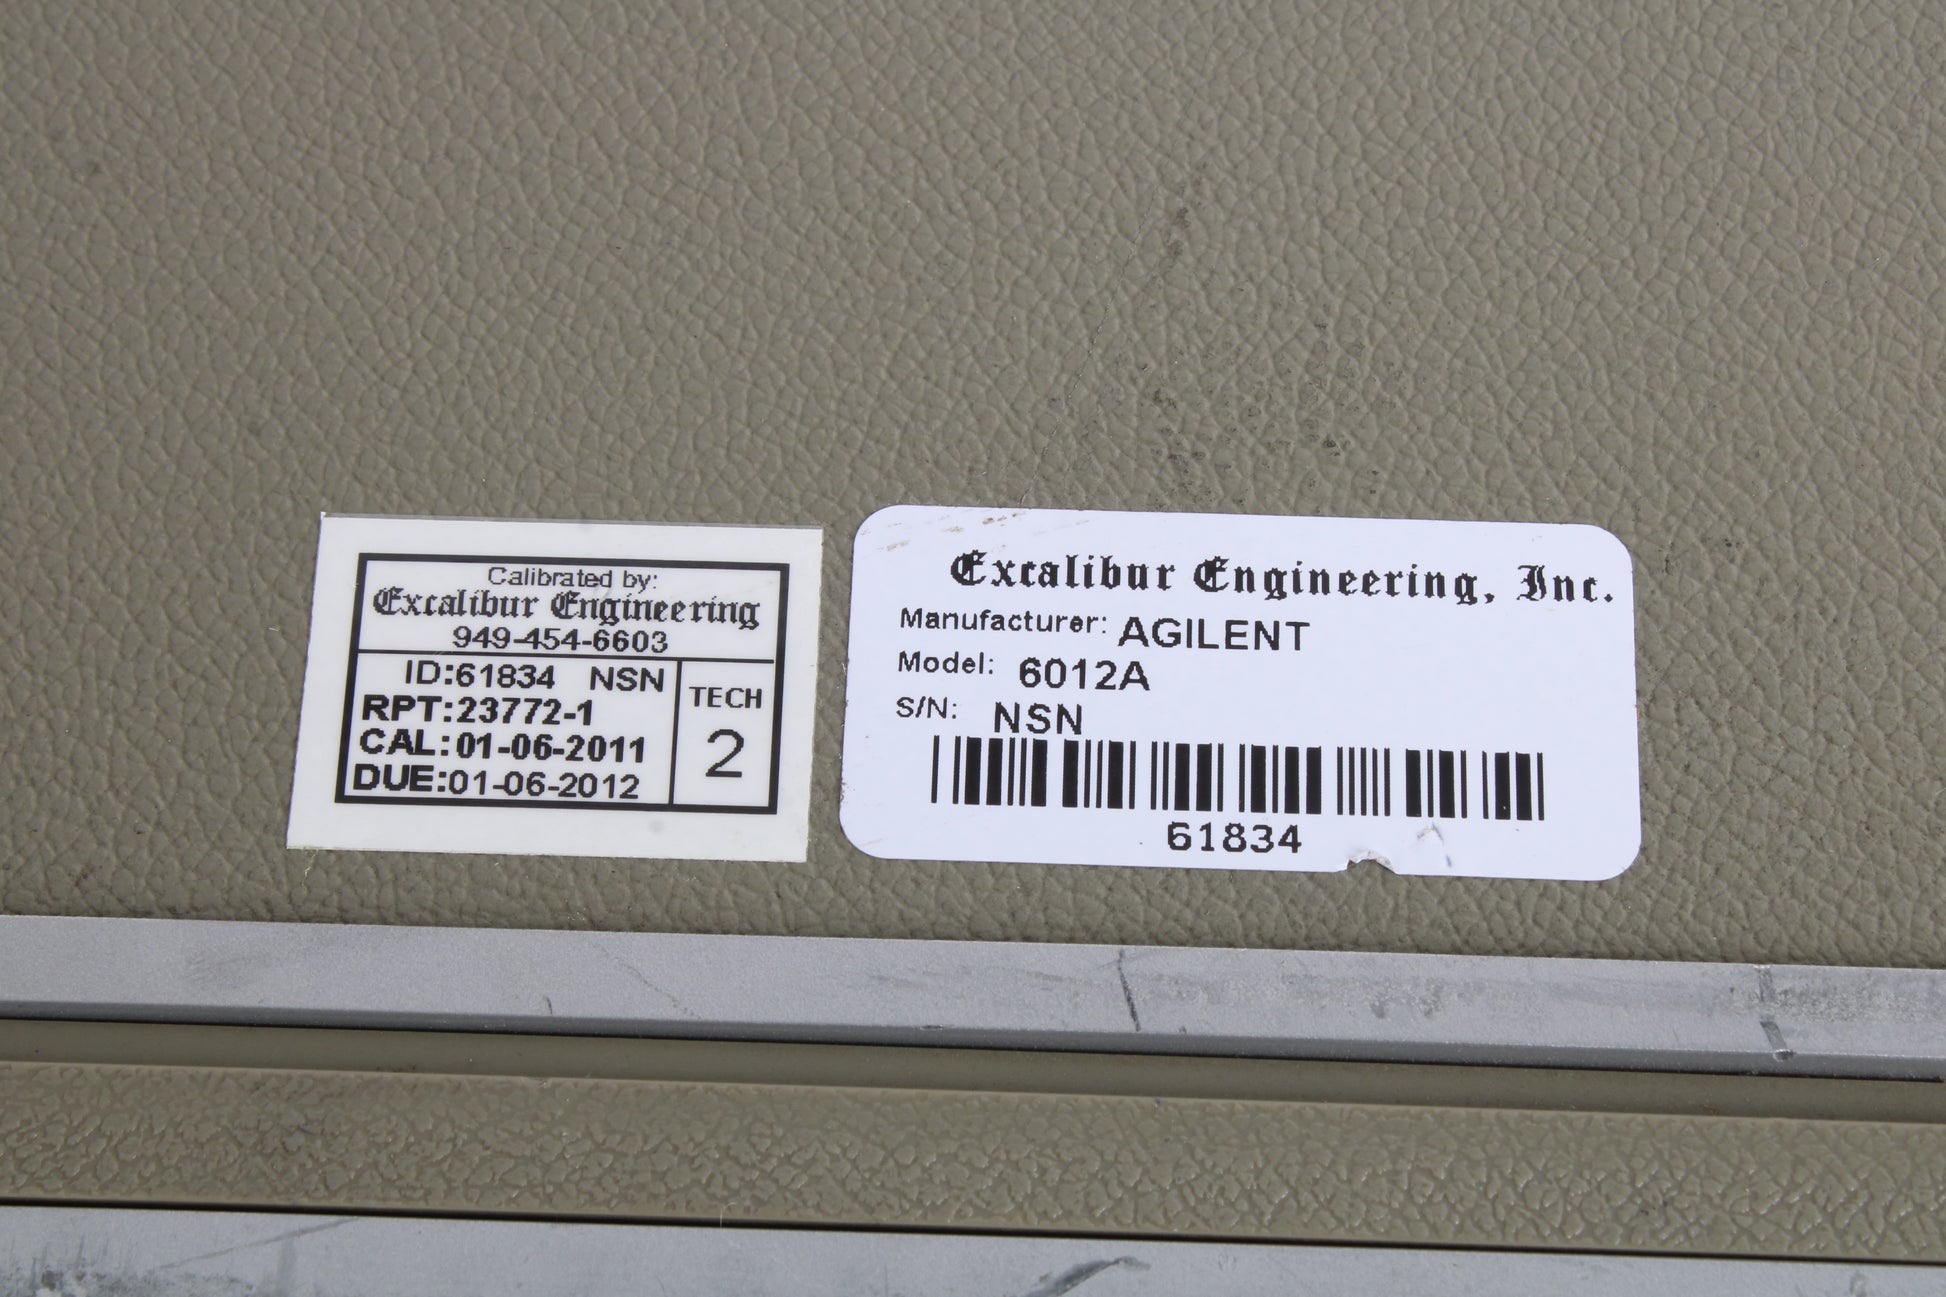 Calibrated by:
Excalibur Engineering
949-454-6603
ID:61834 NSN
RPT:23772-1
CAL:01-06-2011
DUE:01-06-2012
TECH
2
Excalibur Engineering, Inc.
Manufacturer: AGILENT
Model: 6012A
S/N: NSN
61834